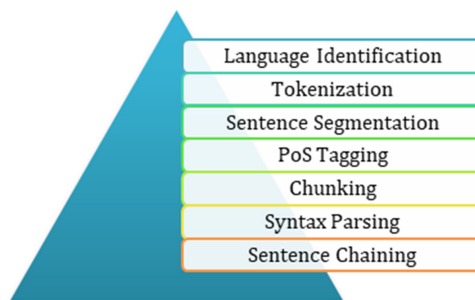 Language Identification
Tokenization
Sentence Segmentation
PoS Tagging
Chunking
Syntax Parsing
Sentence Chaining